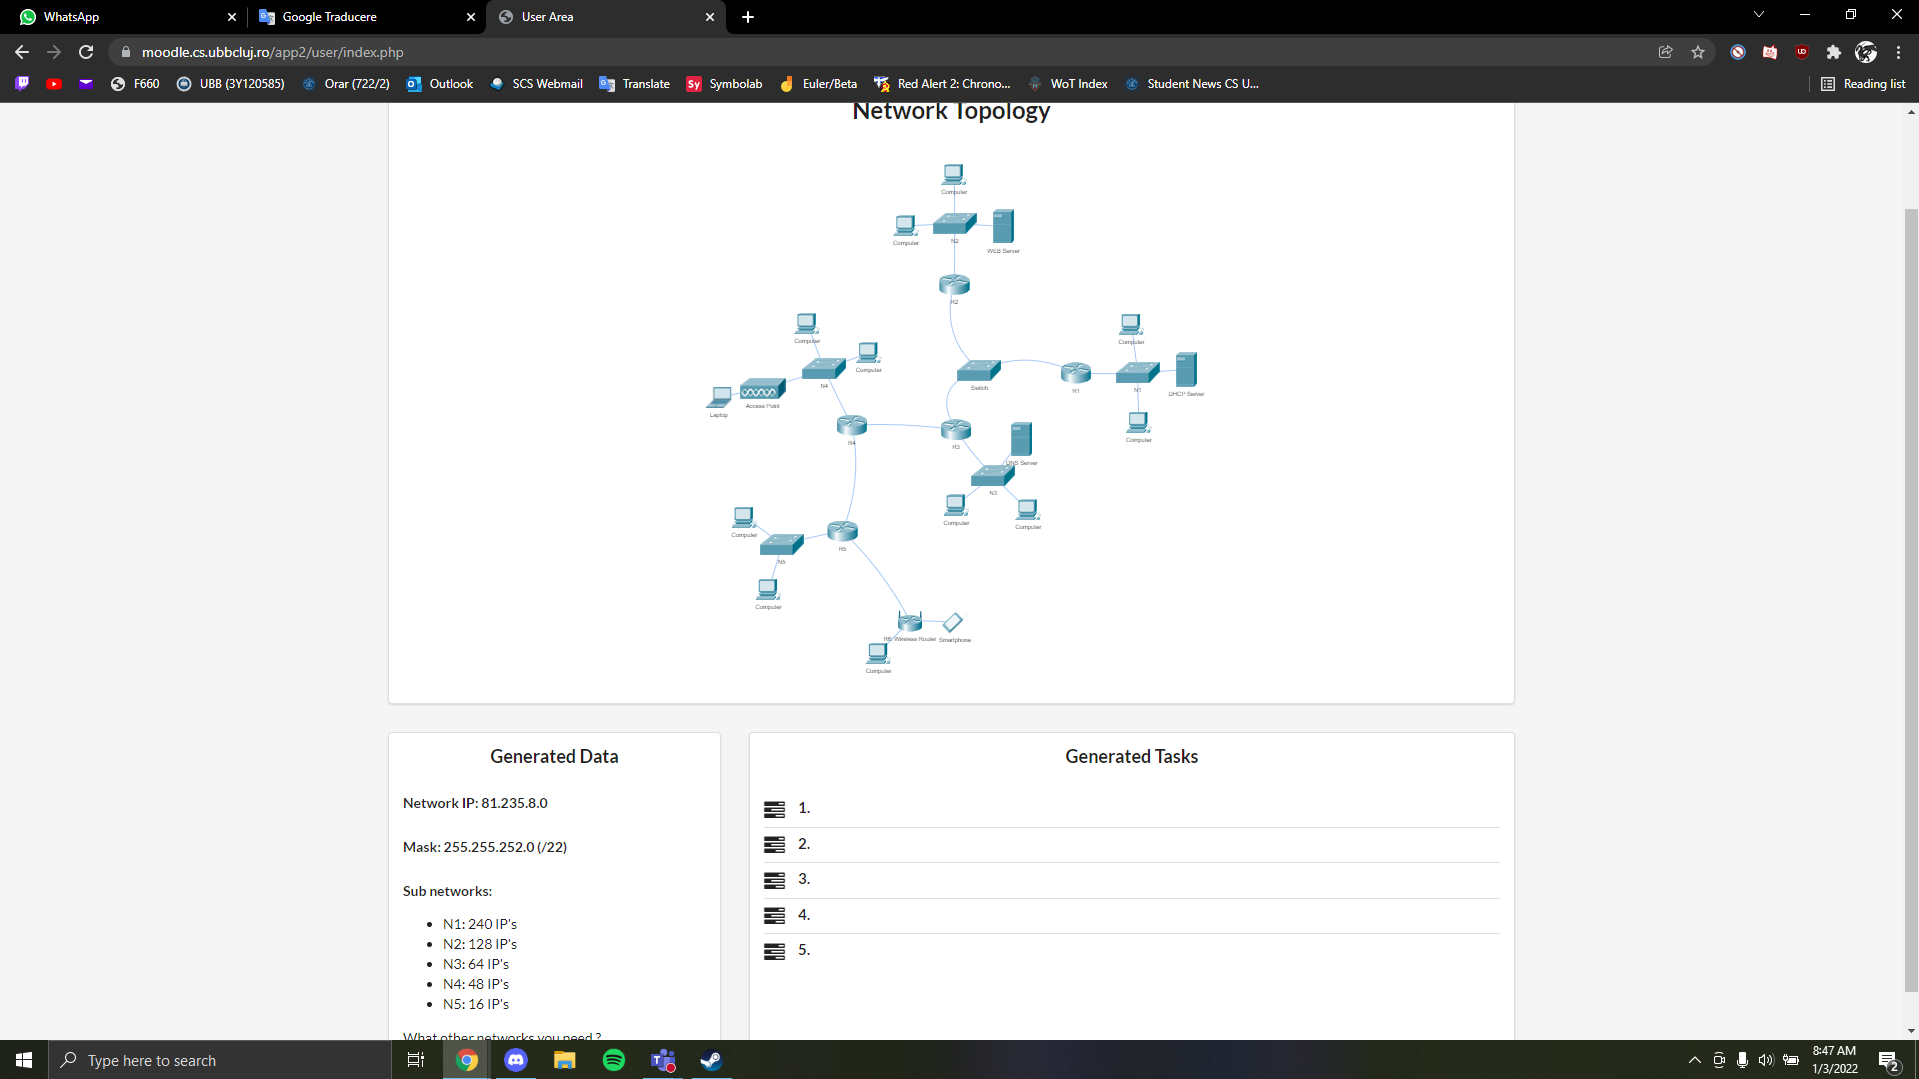 WhatsApp
Google Traducere
User Area
moodle.cs.ubbcluj.ro/app2/user/index.php
F660
UBB (3Y120585)
Orar (722/2)
Outlook
SCS Webmail
Translate
Sy Symbolab
Euler/Beta
Red Alert 2: Chrono...
WoT Index
Student News CS U...
Reading list
Network Topology
Computer
Computer
N2
WEB Server
R2
Computer
Computer
N4
Laptop
Access Point
Switch
R1
Computer
N1
DHCP Server
Computer
R4
R3
DNS Server
N3
Computer
Computer
Computer
N5
R5
Computer
R6 Wireless Router
Smartphone
Computer
Generated Data
Network IP: 81.235.8.0
Mask: 255.255.252.0 (/22)
Sub networks:
N1: 240 IP's
N2: 128 IP's
N3: 64 IP's
N4: 48 IP's
N5: 16 IP's
What other networks you need ?
Generated Tasks
1.
2.
3.
4.
5.
Type here to search
8:47 AM
1/3/2022
2